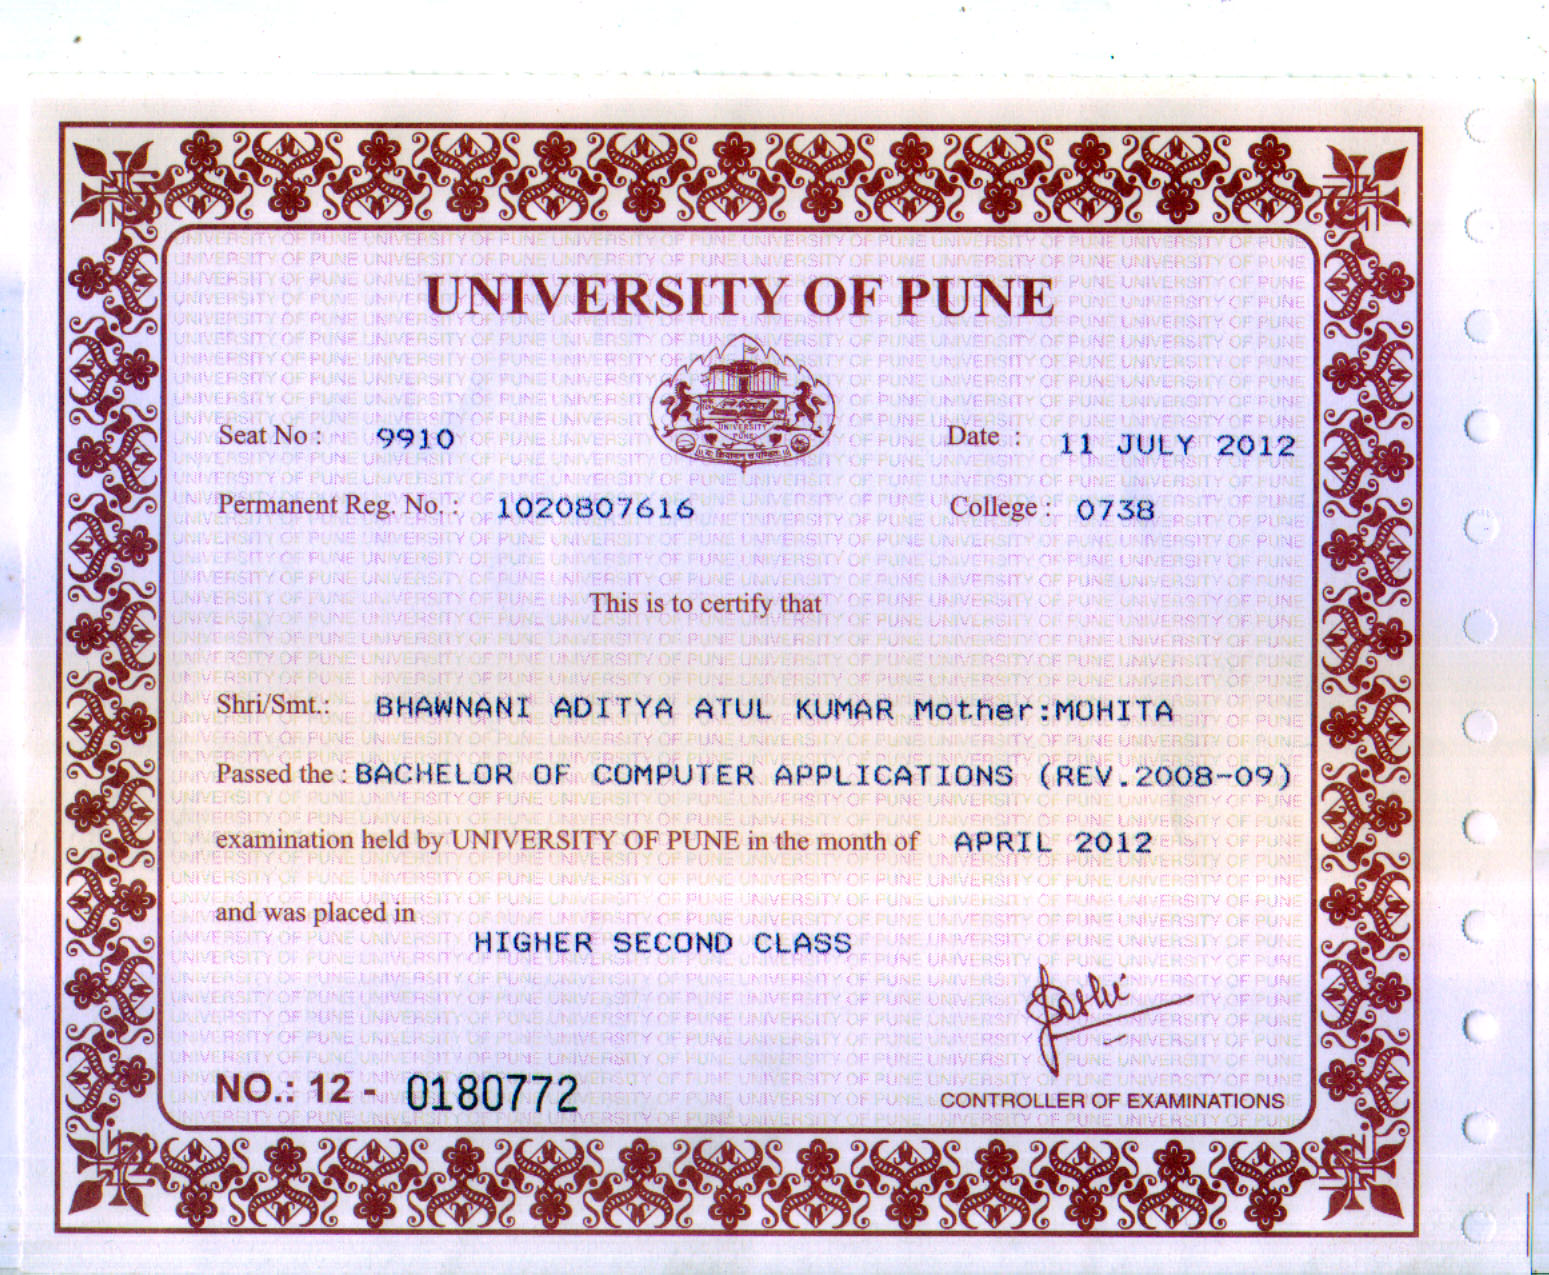 UNIVERSITY OF PUNE
UNIVERSITY
PUNE
Seat No : 9910 Date : 11 JULY 2012
Permanent Reg. No. : 1020807616 College : 0738
This is to certify that
Shri/Smt.: BHAWNANI ADITYA ATUL KUMAR Mother:MOHITA
Passed the : BACHELOR OF COMPUTER APPLICATIONS (REV.2008-09)
examination held by UNIVERSITY OF PUNE in the month of APRIL 2012
and was placed in
HIGHER SECOND CLASS
NO.: 12 - 0180772
CONTROLLER OF EXAMINATIONS